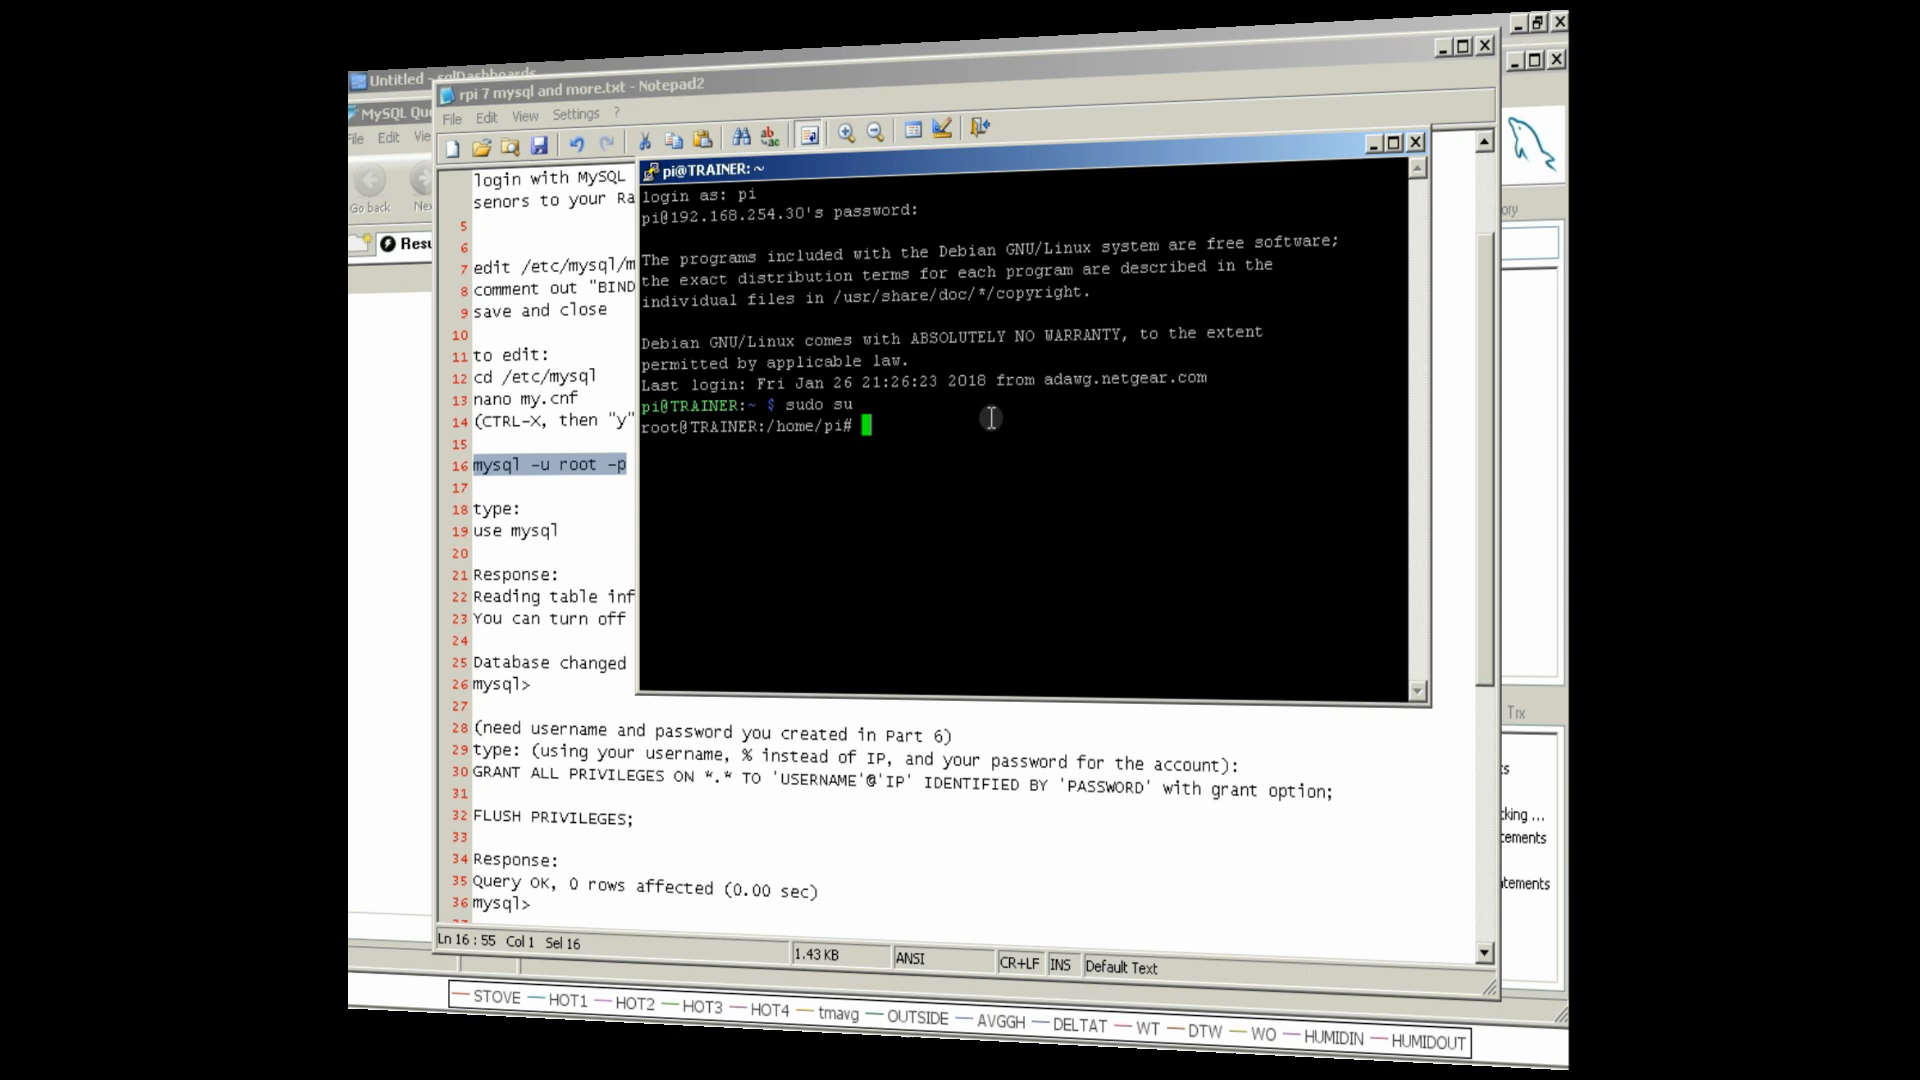 Untitled - sqlDashboards
rpi 7 mysql and more.txt - Notepad2
MySQL Qu
File Edit View Settings ?
File Edit
Go back
Resu
login with MySQL
senors to your Ra
5
6
7 edit /etc/mysql/m
8 comment out "BIND
9 save and close
10
11 to edit:
12 cd /etc/mysql
13 nano my.cnf
14 (CTRL-X, then "y"
15
16 mysql -u root -p
17
18 type:
19 use mysql
20
21 Response:
22 Reading table inf
23 You can turn off
24
25 Database changed
26 mysql>
27
28 (need username and password you created in Part 6)
29 type: (using your username, % instead of IP, and your password for the account):
30 GRANT ALL PRIVILEGES ON *.* TO 'USERNAME'@'IP' IDENTIFIED BY 'PASSWORD' with grant option;
31
32 FLUSH PRIVILEGES;
33
34 Response:
35 Query OK, 0 rows affected (0.00 sec)
36 mysql>
pi@TRAINER: ~
login as: pi
pi@192.168.254.30's password:
The programs included with the Debian GNU/Linux system are free software;
the exact distribution terms for each program are described in the
individual files in /usr/share/doc/*/copyright.
Debian GNU/Linux comes with ABSOLUTELY NO WARRANTY, to the extent
permitted by applicable law.
Last login: Fri Jan 26 21:26:23 2018 from adawg.netgear.com
pi@TRAINER:~ $ sudo su
root@TRAINER:/home/pi#
ory
Trx
ts
cking ...
tements
atements
Ln 16 : 55 Col 1 Sel 16
1.43 KB
ANSI
CR+LF INS Default Text
STOVE HOT1 HOT2 HOT3 HOT4 tmavg OUTSIDE AVGGH DELTAT WT DTW WO HUMIDIN HUMIDOUT